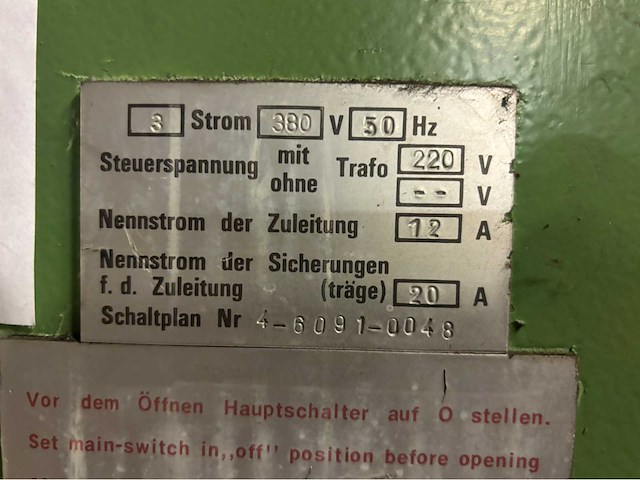 3 Strom 380 V 50 Hz
Steuerspannung mit ohne Trafo 220 V
-- V
Nennstrom der Zuleitung 12 A
Nennstrom der Sicherungen
f. d. Zuleitung (träge) 20 A
Schaltplan Nr 4-6091-0048
Vor dem Öffnen Hauptschalter auf O stellen.
Set main-switch in „off" position before opening